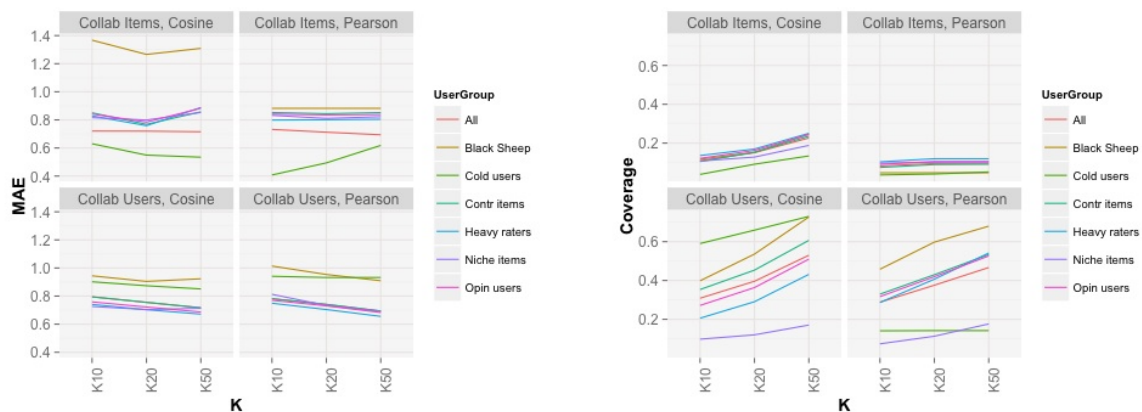 Collab Items, Cosine
Collab Items, Pearson
1.4
1.2
1.0
0.8
0.6
0.4
Collab Users, Cosine
Collab Users, Pearson
1.4
1.2
1.0
0.8
0.6
0.4
MAE
K10
K20
K50
K10
K20
K50
K
UserGroup
All
Black Sheep
Cold users
Contr items
Heavy raters
Niche items
Opin users
Collab Items, Cosine
Collab Items, Pearson
0.6
0.4
0.2
Collab Users, Cosine
Collab Users, Pearson
0.6
0.4
0.2
Coverage
K10
K20
K50
K10
K20
K50
K
UserGroup
All
Black Sheep
Cold users
Contr items
Heavy raters
Niche items
Opin users